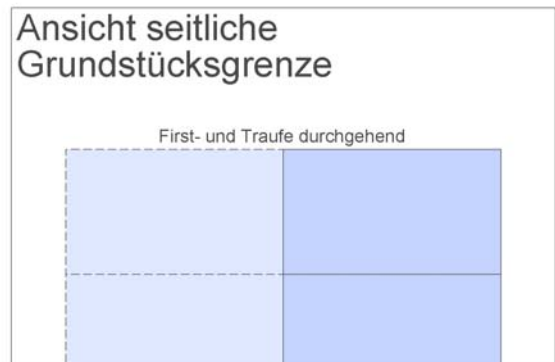 Ansicht seitliche
Grundstücksgrenze
First- und Traufe durchgehend